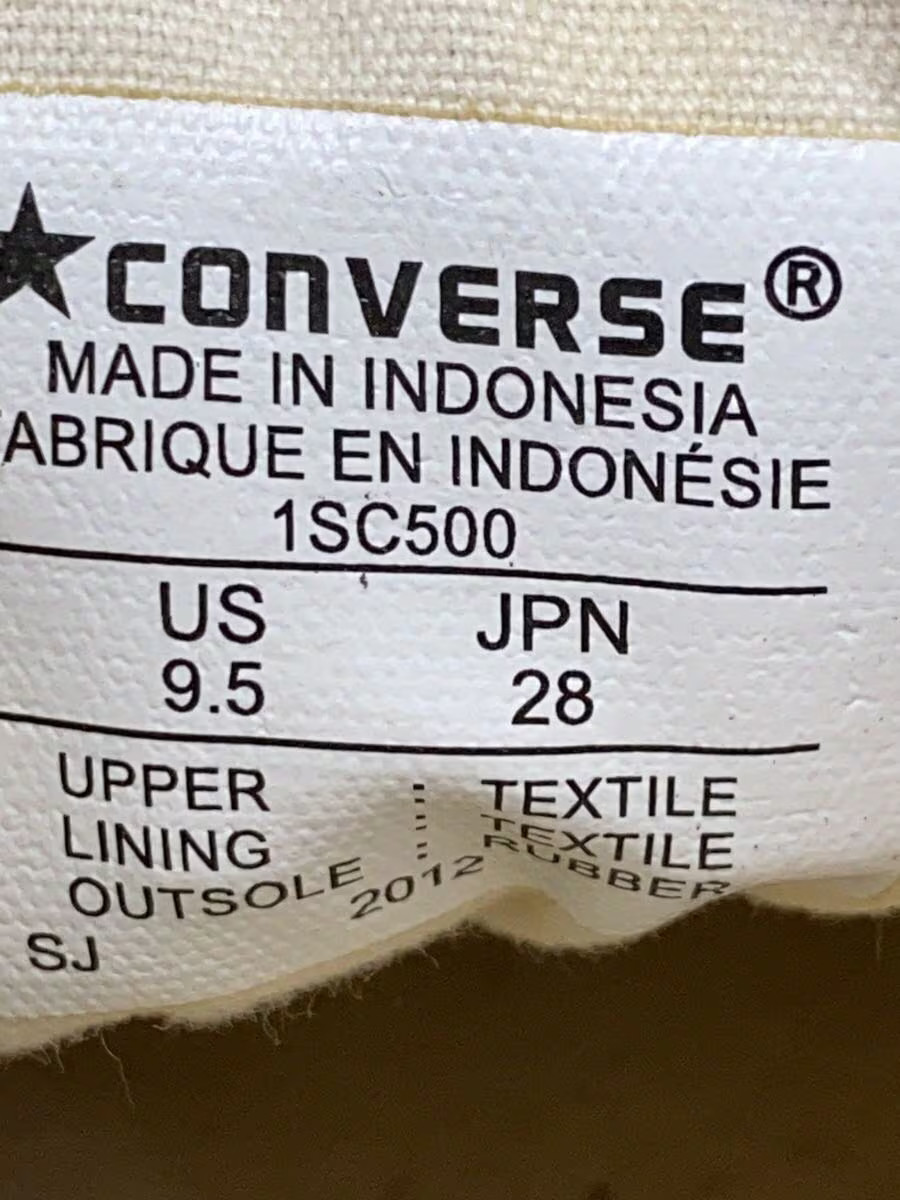 ★CONVERSE®
MADE IN INDONESIA
FABRIQUE EN INDONÉSIE
1SC500
US JPN
9.5 28
UPPER : TEXTILE
LINING : TEXTILE
OUTSOLE : RUBBER
SJ 2012